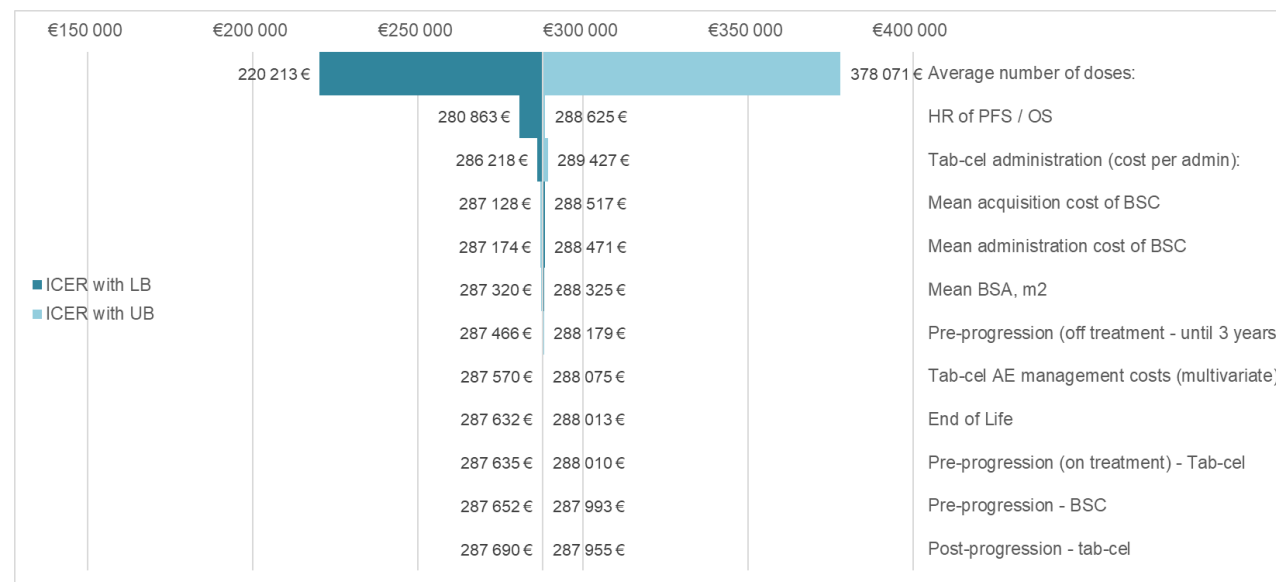 €150 000 €200 000 €250 000 €300 000 €350 000 €400 000
220 213 € 378 071 € Average number of doses:
280 863 € 288 625 € HR of PFS / OS
286 218 € 289 427 € Tab-cel administration (cost per admin):
287 128 € 288 517 € Mean acquisition cost of BSC
287 174 € 288 471 € Mean administration cost of BSC
ICER with LB
287 320 € 288 325 € Mean BSA, m2
ICER with UB
287 466 € 288 179 € Pre-progression (off treatment - until 3 years
287 570 € 288 075 € Tab-cel AE management costs (multivariate)
287 632 € 288 013 € End of Life
287 635 € 288 010 € Pre-progression (on treatment) - Tab-cel
287 652 € 287 993 € Pre-progression - BSC
287 690 € 287 955 € Post-progression - tab-cel